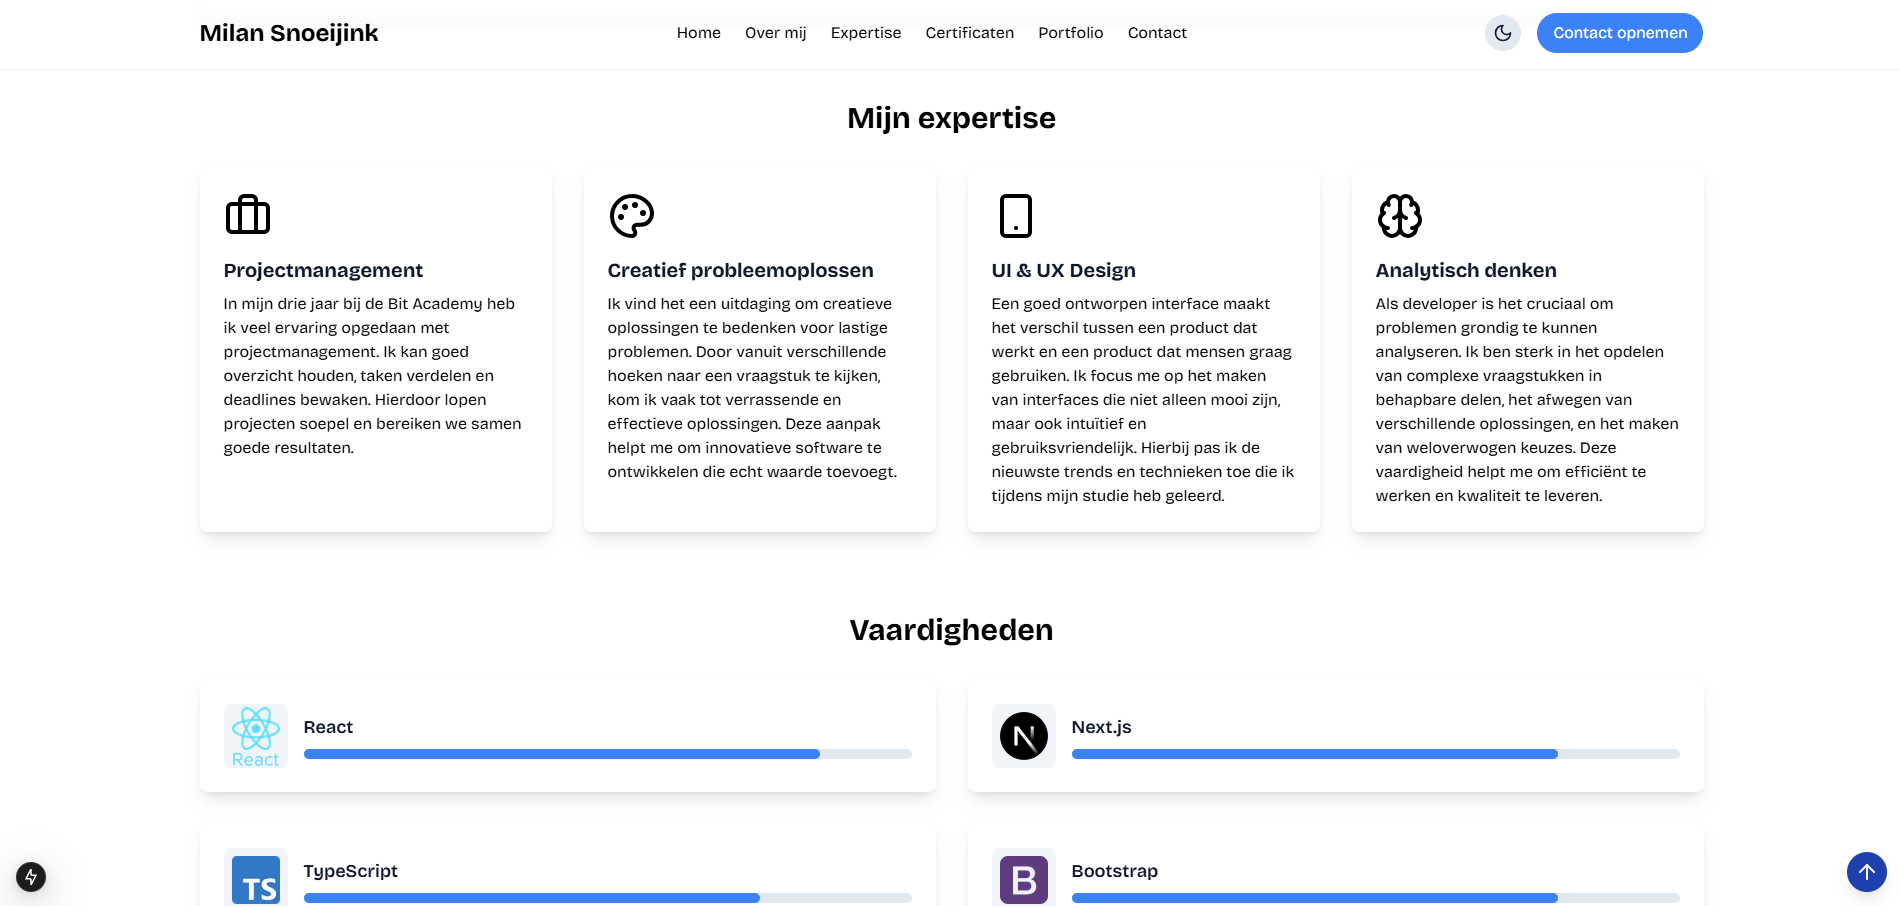 Milan Snoeijink
Home
Over mij
Expertise
Certificaten
Portfolio
Contact
Contact opnemen
Mijn expertise
Projectmanagement
In mijn drie jaar bij de Bit Academy heb
ik veel ervaring opgedaan met
projectmanagement. Ik kan goed
overzicht houden, taken verdelen en
deadlines bewaken. Hierdoor lopen
projecten soepel en bereiken we samen
goede resultaten.
Creatief probleemoplossen
Ik vind het een uitdaging om creatieve
oplossingen te bedenken voor lastige
problemen. Door vanuit verschillende
hoeken naar een vraagstuk te kijken,
kom ik vaak tot verrassende en
effectieve oplossingen. Deze aanpak
helpt me om innovatieve software te
ontwikkelen die echt waarde toevoegt.
UI & UX Design
Een goed ontworpen interface maakt
het verschil tussen een product dat
werkt en een product dat mensen graag
gebruiken. Ik focus me op het maken
van interfaces die niet alleen mooi zijn,
maar ook intuïtief en
gebruiksvriendelijk. Hierbij pas ik de
nieuwste trends en technieken toe die ik
tijdens mijn studie heb geleerd.
Analytisch denken
Als developer is het cruciaal om
problemen grondig te kunnen
analyseren. Ik ben sterk in het opdelen
van complexe vraagstukken in
behapbare delen, het afwegen van
verschillende oplossingen, en het maken
van weloverwogen keuzes. Deze
vaardigheid helpt me om efficiënt te
werken en kwaliteit te leveren.
Vaardigheden
React
React
N
Next.js
TS
TypeScript
B
Bootstrap